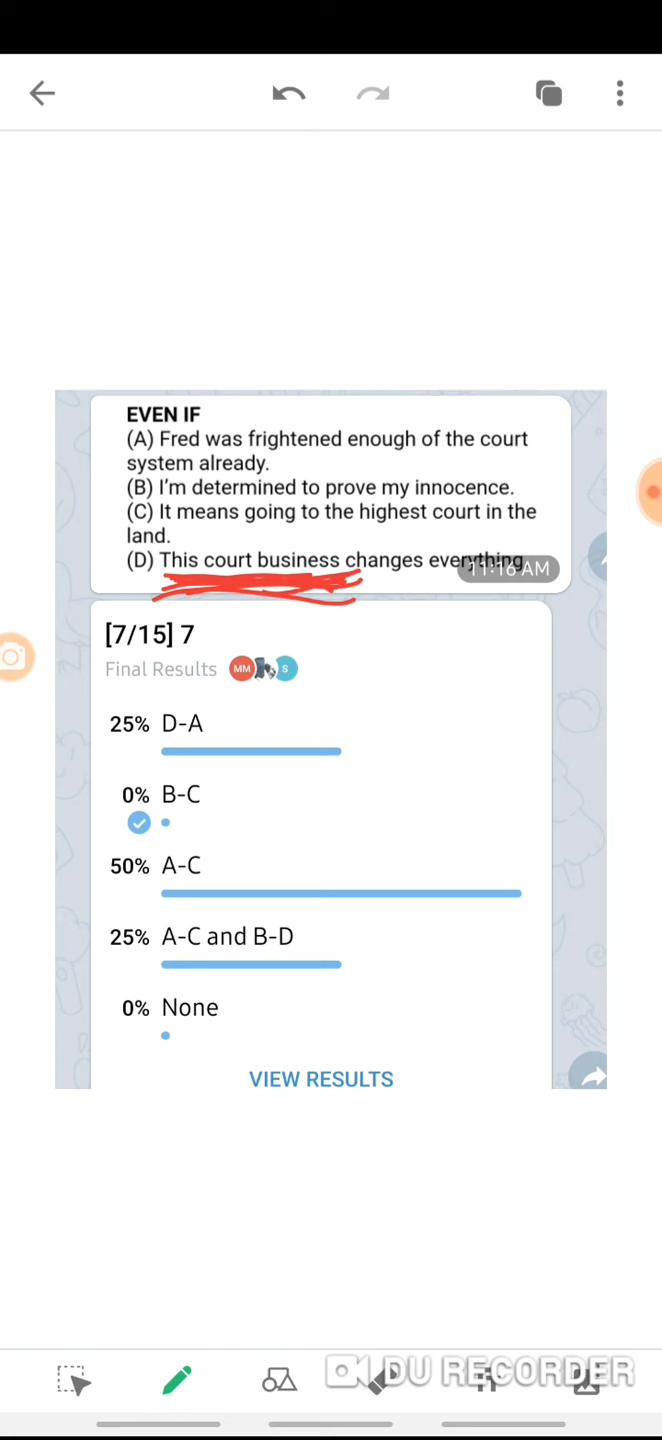 EVEN IF
(A) Fred was frightened enough of the court
system already.
(B) I'm determined to prove my innocence.
(C) It means going to the highest court in the
land.
(D) This court business changes everything
11:16 AM
[7/15] 7
Final Results MM S
25% D-A
0% B-C
50% A-C
25% A-C and B-D
0% None
VIEW RESULTS
DU RECORDER